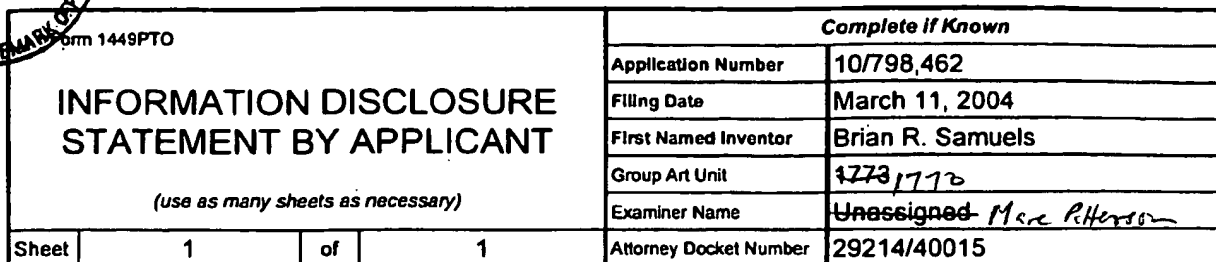 Form 1449PTO
INFORMATION DISCLOSURE
STATEMENT BY APPLICANT
(use as many sheets as necessary)
Sheet 1 of 1
Complete if Known
Application Number 10/798,462
Filing Date March 11, 2004
First Named Inventor Brian R. Samuels
Group Art Unit 1773
Examiner Name Unassigned Marc Patterson
Attorney Docket Number 29214/40015